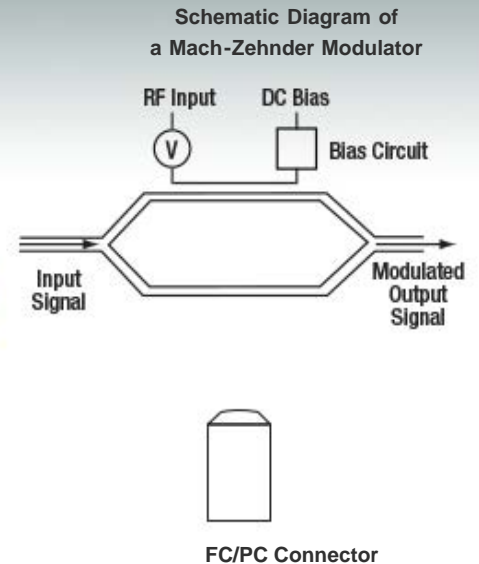 Schematic Diagram of
a Mach-Zehnder Modulator
RF Input DC Bias
V
Bias Circuit
Input
Signal
Modulated
Output
Signal
FC/PC Connector